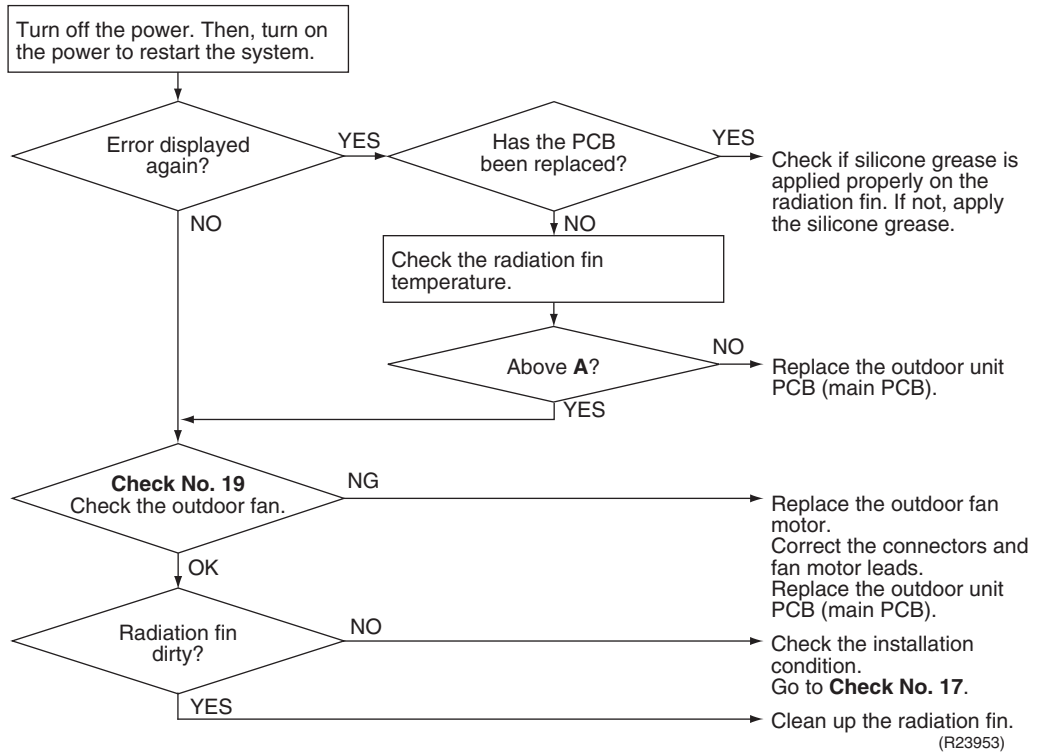 Turn off the power. Then, turn on
the power to restart the system.
Error displayed
again?
YES
NO
Has the PCB
been replaced?
YES
Check if silicone grease is
applied properly on the
radiation fin. If not, apply
the silicone grease.
NO
Check the radiation fin
temperature.
Above A?
NO
Replace the outdoor unit
PCB (main PCB).
YES
Check No. 19
Check the outdoor fan.
NG
Replace the outdoor fan
motor.
Correct the connectors and
fan motor leads.
Replace the outdoor unit
PCB (main PCB).
OK
Radiation fin
dirty?
NO
Check the installation
condition.
Go to Check No. 17.
YES
Clean up the radiation fin.
(R23953)